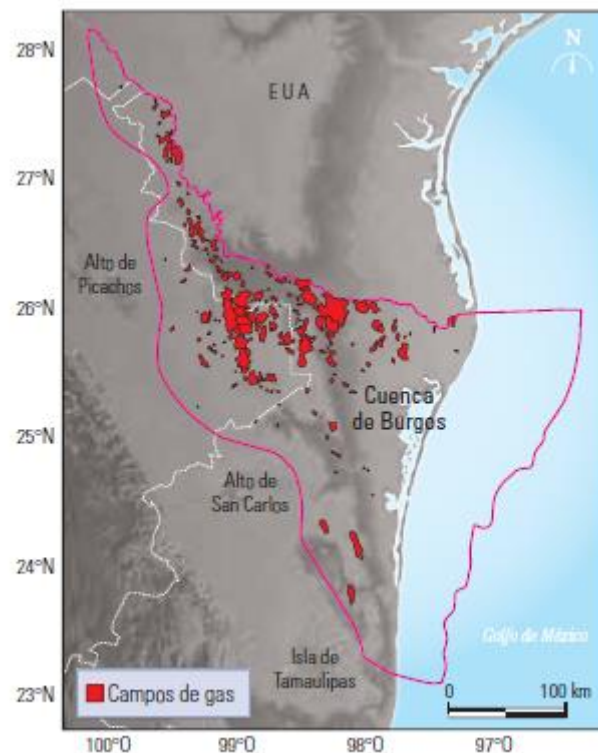 28°N
27°N
26°N
25°N
24°N
23°N
N
EUA
Alto de
Picachos
Cuenca
de Burgos
Alto de
San Carlos
Golfo de México
Isla de
Tamaulipas
Campos de gas
0 100 km
100°O 99°O 98°O 97°O